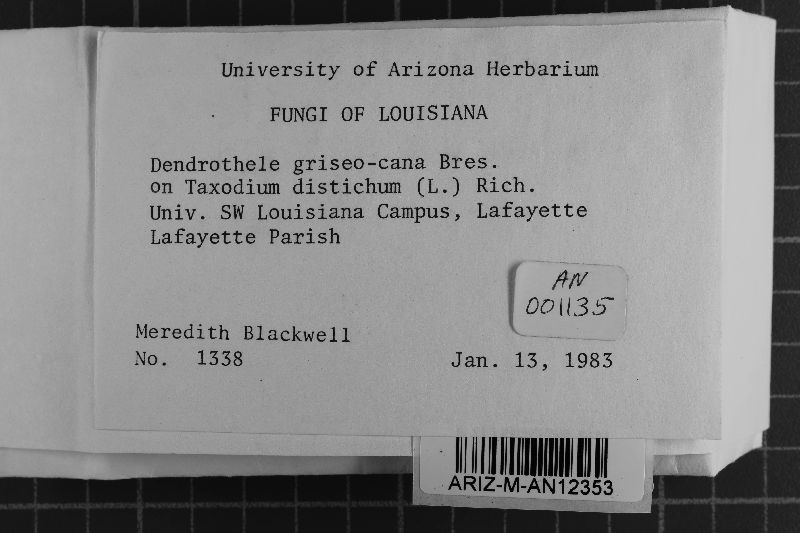 University of Arizona Herbarium
FUNGI OF LOUISIANA
Dendrothele griseo-cana Bres.
on Taxodium distichum (L.) Rich.
Univ. SW Louisiana Campus, Lafayette
Lafayette Parish
AN
001135
Meredith Blackwell
No. 1338 Jan. 13, 1983
ARIZ-M-AN12353